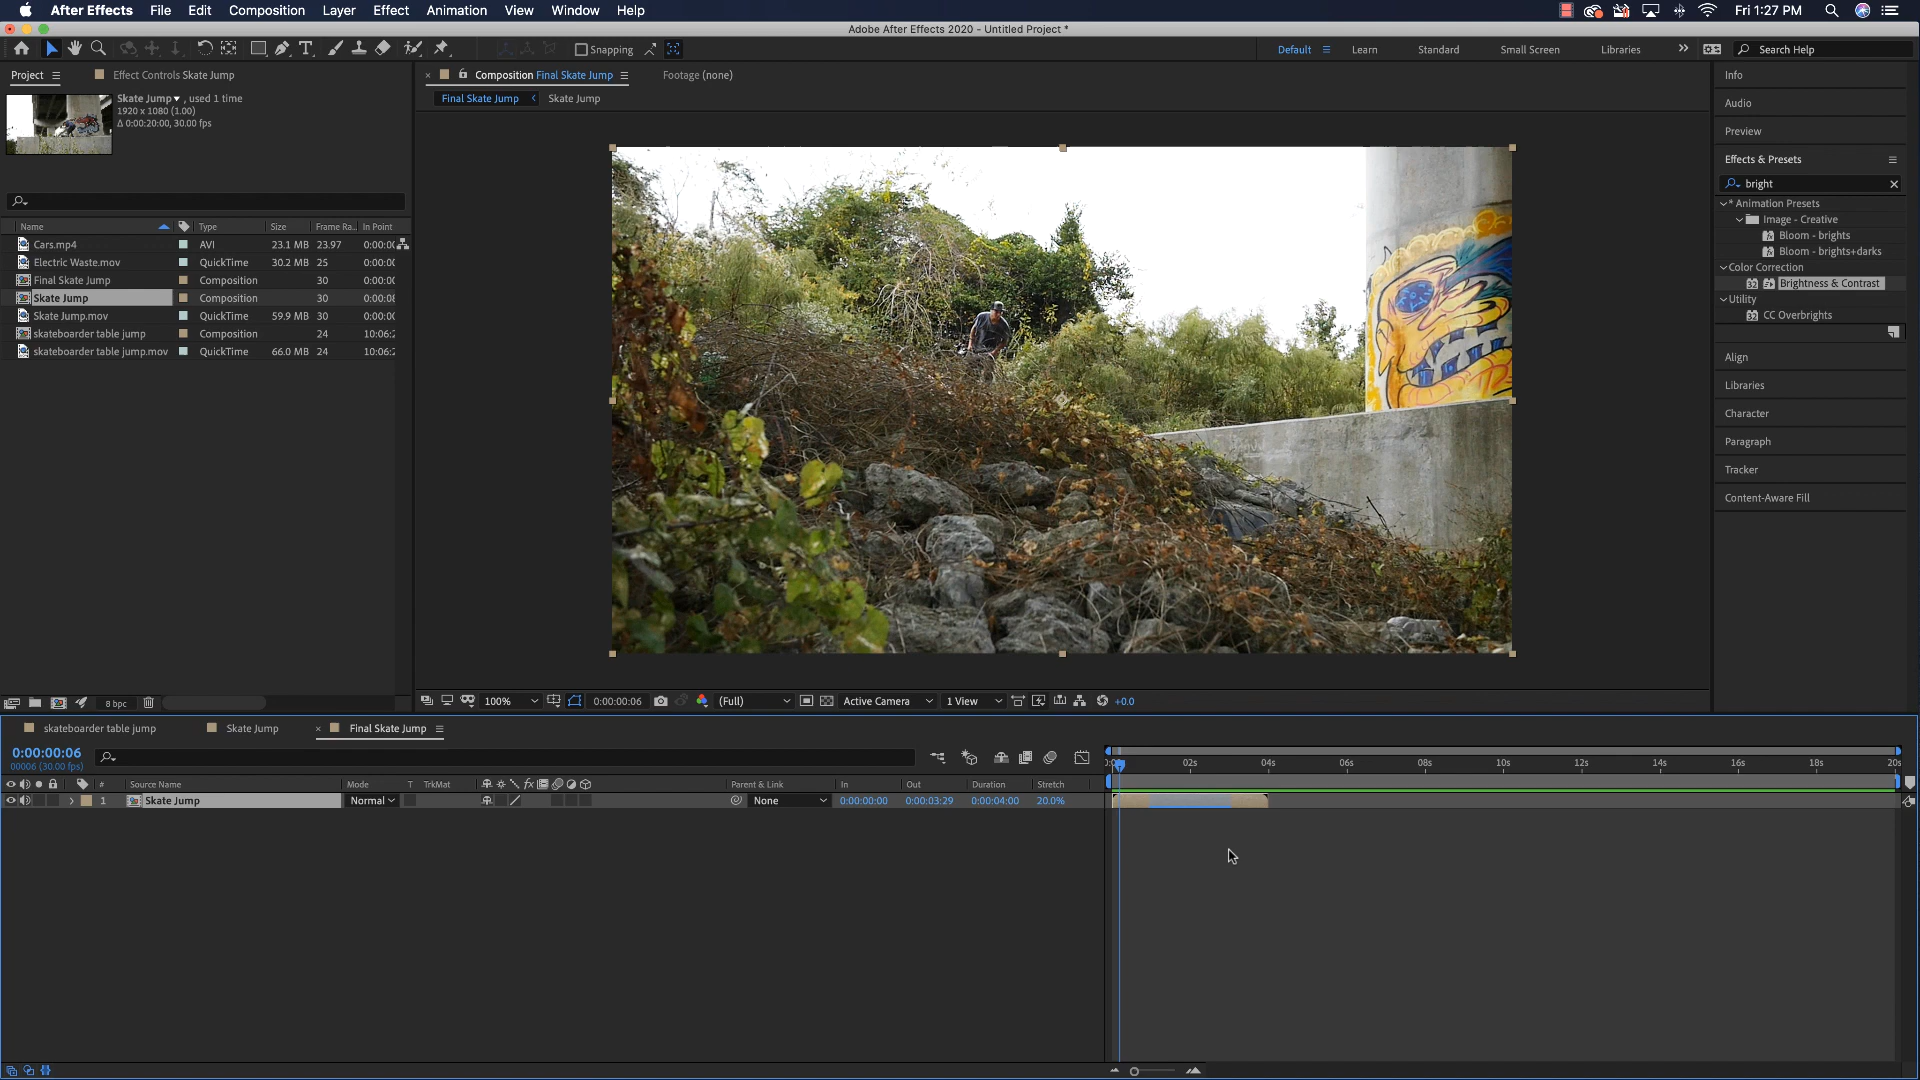 After Effects File Edit Composition Layer Effect Animation View Window Help Fri 1:27 PM
Adobe After Effects 2020 - Untitled Project *
Snapping Default Learn Standard Small Screen Libraries Search Help
Project Effect Controls Skate Jump Composition Final Skate Jump Footage (none) Info
Skate Jump , used 1 time Final Skate Jump Skate Jump
1920 x 1080 (1.00) Audio
Δ 0:00:20:00, 30.00 fps
Preview
Effects & Presets
bright
* Animation Presets
Image - Creative
Bloom - brights
Bloom - brights+darks
Color Correction
Brightness & Contrast
Utility
CC Overbrights
Align
Libraries
Character
Paragraph
Tracker
Content-Aware Fill
Name Type Size Frame Ra.. In Point
Cars.mp4 AVI 23.1 MB 23.97 0:00:0
Electric Waste.mov QuickTime 30.2 MB 25 0:00:0
Final Skate Jump Composition 30 0:00:0
Skate Jump Composition 30 0:00:08
Skate Jump.mov QuickTime 59.9 MB 30 0:00:0
skateboarder table jump Composition 24 10:06:2
skateboarder table jump.mov QuickTime 66.0 MB 24 10:06:2
8 bpc 100% 0:00:00:06 (Full) Active Camera 1 View +0.0
skateboarder table jump Skate Jump Final Skate Jump
0:00:00:06
00006 (30.00 fps)
02s 04s 06s 08s 10s 12s 14s 16s 18s 20s
# Source Name Mode T TrkMat fx Parent & Link In Out Duration Stretch
1 Skate Jump Normal None 0:00:00:00 0:00:03:29 0:00:04:00 20.0%